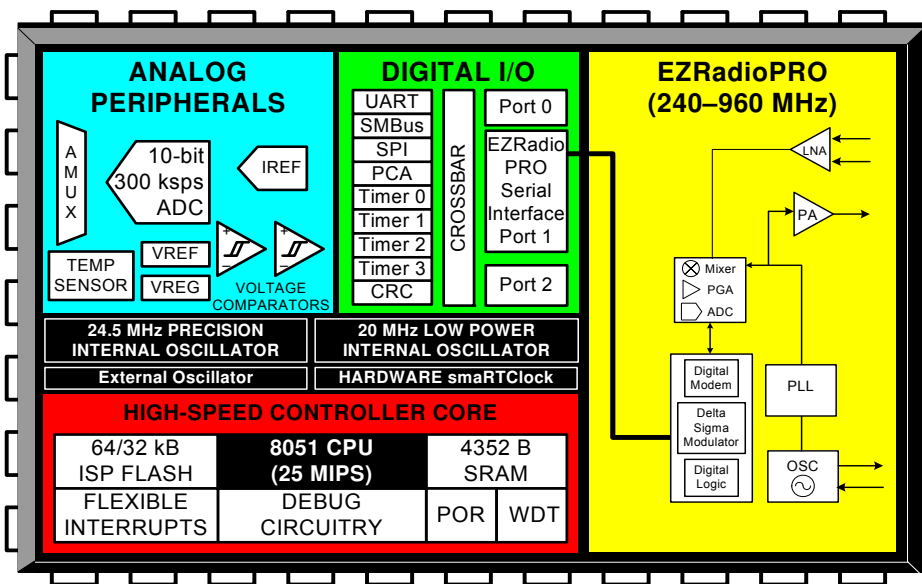 ANALOG
PERIPHERALS
A
M
U
X
10-bit
300 ksps
ADC
IREF
TEMP
SENSOR
VREF
VREG
+
–
+
–
VOLTAGE
COMPARATORS
DIGITAL I/O
UART
SMBus
SPI
PCA
Timer 0
Timer 1
Timer 2
Timer 3
CRC
CROSSBAR
Port 0
EZRadio
PRO
Serial
Interface
Port 1
Port 2
EZRadioPRO
(240–960 MHz)
LNA
PA
Mixer
PGA
ADC
Digital
Modem
Delta
Sigma
Modulator
Digital
Logic
PLL
OSC
24.5 MHz PRECISION
INTERNAL OSCILLATOR
20 MHz LOW POWER
INTERNAL OSCILLATOR
External Oscillator
HARDWARE smaRTClock
HIGH-SPEED CONTROLLER CORE
64/32 kB
ISP FLASH
8051 CPU
(25 MIPS)
4352 B
SRAM
FLEXIBLE
INTERRUPTS
DEBUG
CIRCUITRY
POR
WDT